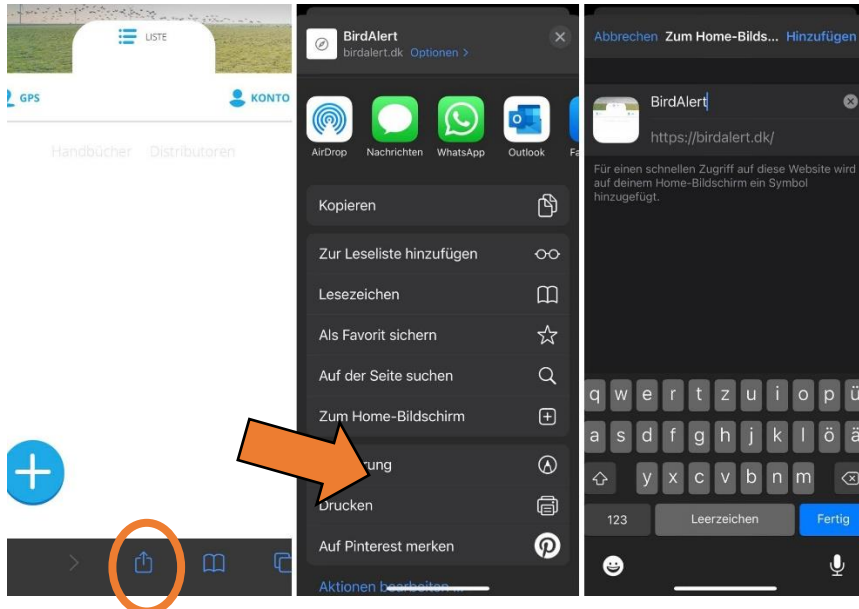 LISTE
GPS
KONTO
Handbücher Distributoren
BirdAlert
birdalert.dk Optionen >
AirDrop
Nachrichten
WhatsApp
Outlook
Kopieren
Zur Leseliste hinzufügen
Lesezeichen
Als Favorit sichern
Auf der Seite suchen
Zum Home-Bildschirm
rung
Drucken
Auf Pinterest merken
Aktionen bearbeiten ...
Abbrechen Zum Home-Bilds... Hinzufügen
BirdAlert
https://birdalert.dk/
Für einen schnellen Zugriff auf diese Website wird
auf deinem Home-Bildschirm ein Symbol
hinzugefügt.
q w e r t z u i o p ü
a s d f g h j k l ö ä
y x c v b n m
123 Leerzeichen Fertig